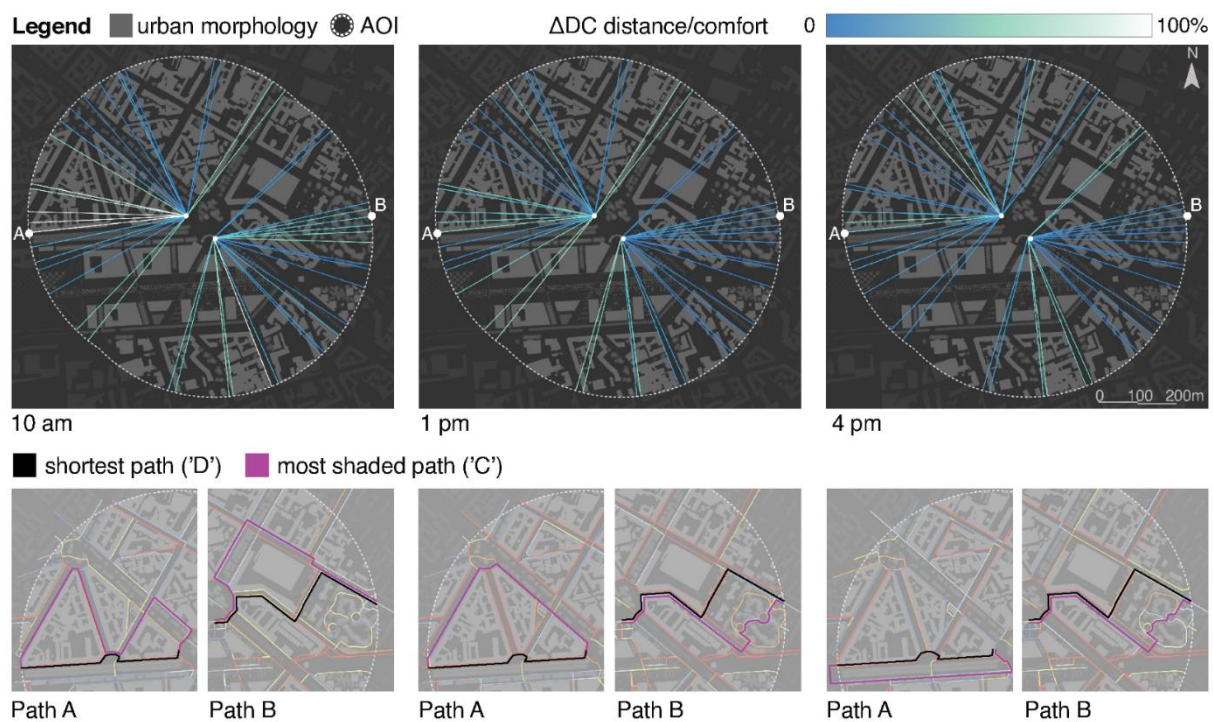 Legend urban morphology AOI ΔDC distance/comfort 0 100%
N
A B A B A B
0 100 200m
10 am 1 pm 4 pm
shortest path ('D') most shaded path ('C')
Path A Path B Path A Path B Path A Path B